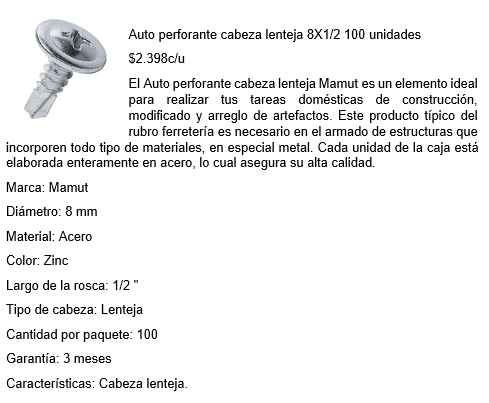 Auto perforante cabeza lenteja 8X1/2 100 unidades
$2.398c/u
El Auto perforante cabeza lenteja Mamut es un elemento ideal
para realizar tus tareas domésticas de construcción,
modificado y arreglo de artefactos. Este producto típico del
rubro ferretería es necesario en el armado de estructuras que
incorporen todo tipo de materiales, en especial metal. Cada unidad de la caja está
elaborada enteramente en acero, lo cual asegura su alta calidad.
Marca: Mamut
Diámetro: 8 mm
Material: Acero
Color: Zinc
Largo de la rosca: 1/2 "
Tipo de cabeza: Lenteja
Cantidad por paquete: 100
Garantía: 3 meses
Características: Cabeza lenteja.